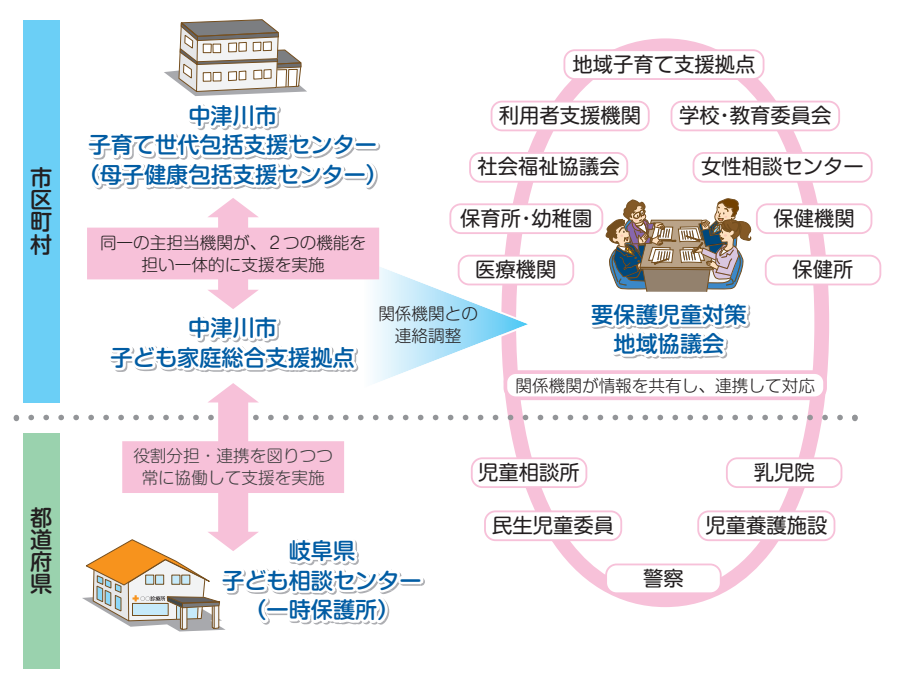 市区町村
中津川市
子育て世代包括支援センター
（母子健康包括支援センター）
同一の主担当機関が、２つの機能を
担い一体的に支援を実施
中津川市
子ども家庭総合支援拠点
関係機関との
連絡調整
地域子育て支援拠点
利用者支援機関
学校・教育委員会
社会福祉協議会
女性相談センター
保育所・幼稚園
保健機関
医療機関
保健所
要保護児童対策
地域協議会
関係機関が情報を共有し、連携して対応
都道府県
役割分担・連携を図りつつ
常に協働して支援を実施
岐阜県
子ども相談センター
（一時保護所）
〇〇診療所
児童相談所
乳児院
民生児童委員
児童養護施設
警察